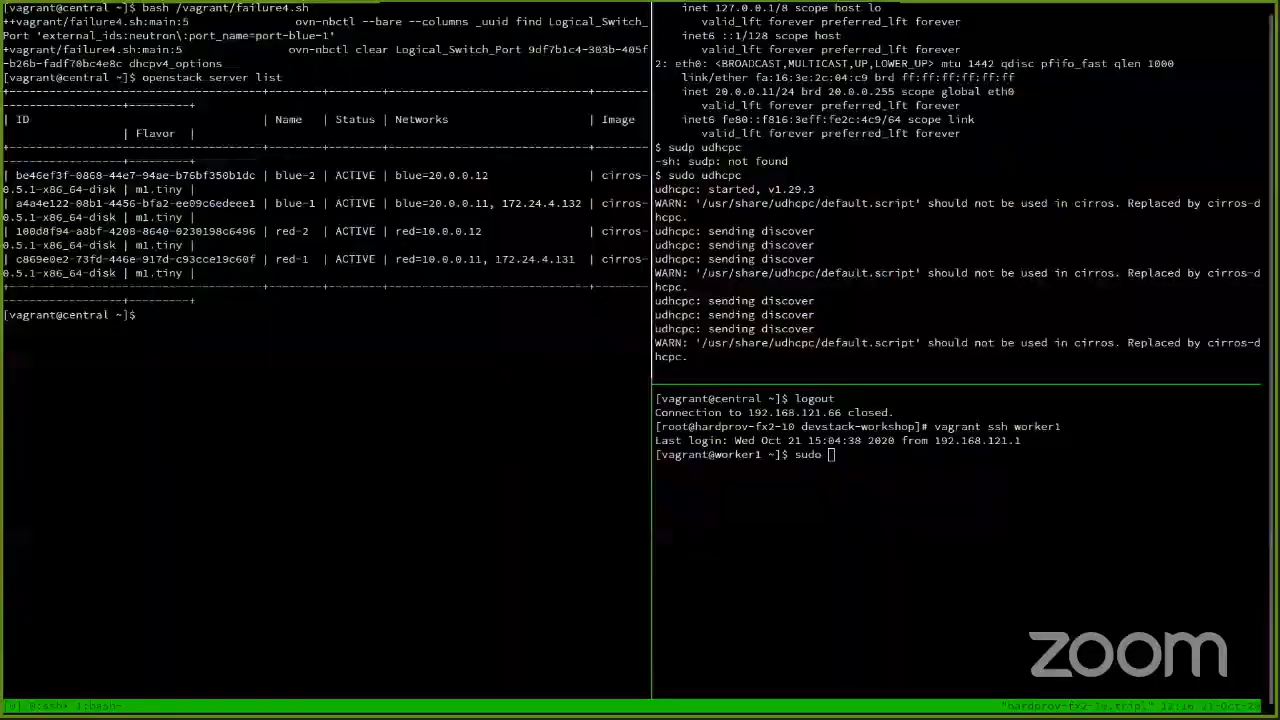 [vagrant@central ~]$ bash /vagrant/failure4.sh
++vagrant/failure4.sh:main:5                ovn-nbctl --bare --columns _uuid find Logical_Switch_
Port 'external_ids:neutron\:port_name=port-blue-1'
+vagrant/failure4.sh:main:5                ovn-nbctl clear Logical_Switch_Port 9df7b1c4-303b-405f
-b26b-fadf70bc4e8c dhcpv4_options
[vagrant@central ~]$ openstack server list
| ID                                   | Name   | Status | Networks                     | Image
                  | Flavor  |
| be46ef3f-0868-44e7-94ae-b76bf350b1dc | blue-2 | ACTIVE | blue=20.0.0.12               | cirros-
0.5.1-x86_64-disk | m1.tiny |
| a4a4e122-08b1-4456-bfa2-ee09c6edeee1 | blue-1 | ACTIVE | blue=20.0.0.11, 172.24.4.132 | cirros-
0.5.1-x86_64-disk | m1.tiny |
| 100d8f94-a8bf-4208-8640-0230198c6496 | red-2  | ACTIVE | red=10.0.0.12                | cirros-
0.5.1-x86_64-disk | m1.tiny |
| c869e0e2-73fd-446e-917d-c93cce19c60f | red-1  | ACTIVE | red=10.0.0.11, 172.24.4.131  | cirros-
0.5.1-x86_64-disk | m1.tiny |
[vagrant@central ~]$
inet 127.0.0.1/8 scope host lo
valid_lft forever preferred_lft forever
inet6 ::1/128 scope host
valid_lft forever preferred_lft forever
2: eth0: <BROADCAST,MULTICAST,UP,LOWER_UP> mtu 1442 qdisc pfifo_fast qlen 1000
link/ether fa:16:3e:2c:04:c9 brd ff:ff:ff:ff:ff:ff
inet 20.0.0.11/24 brd 20.0.0.255 scope global eth0
valid_lft forever preferred_lft forever
inet6 fe80::f816:3eff:fe2c:4c9/64 scope link
valid_lft forever preferred_lft forever
$ sudp udhcpc
-sh: sudp: not found
$ sudo udhcpc
udhcpc: started, v1.29.3
WARN: '/usr/share/udhcpc/default.script' should not be used in cirros. Replaced by cirros-d
hcpc.
udhcpc: sending discover
udhcpc: sending discover
udhcpc: sending discover
WARN: '/usr/share/udhcpc/default.script' should not be used in cirros. Replaced by cirros-d
hcpc.
udhcpc: sending discover
udhcpc: sending discover
udhcpc: sending discover
WARN: '/usr/share/udhcpc/default.script' should not be used in cirros. Replaced by cirros-d
hcpc.
[vagrant@central ~]$ logout
Connection to 192.168.121.66 closed.
[root@hardprov-fx2-10 devstack-workshop]# vagrant ssh worker1
Last login: Wed Oct 21 15:04:38 2020 from 192.168.121.1
[vagrant@worker1 ~]$ sudo
zoom